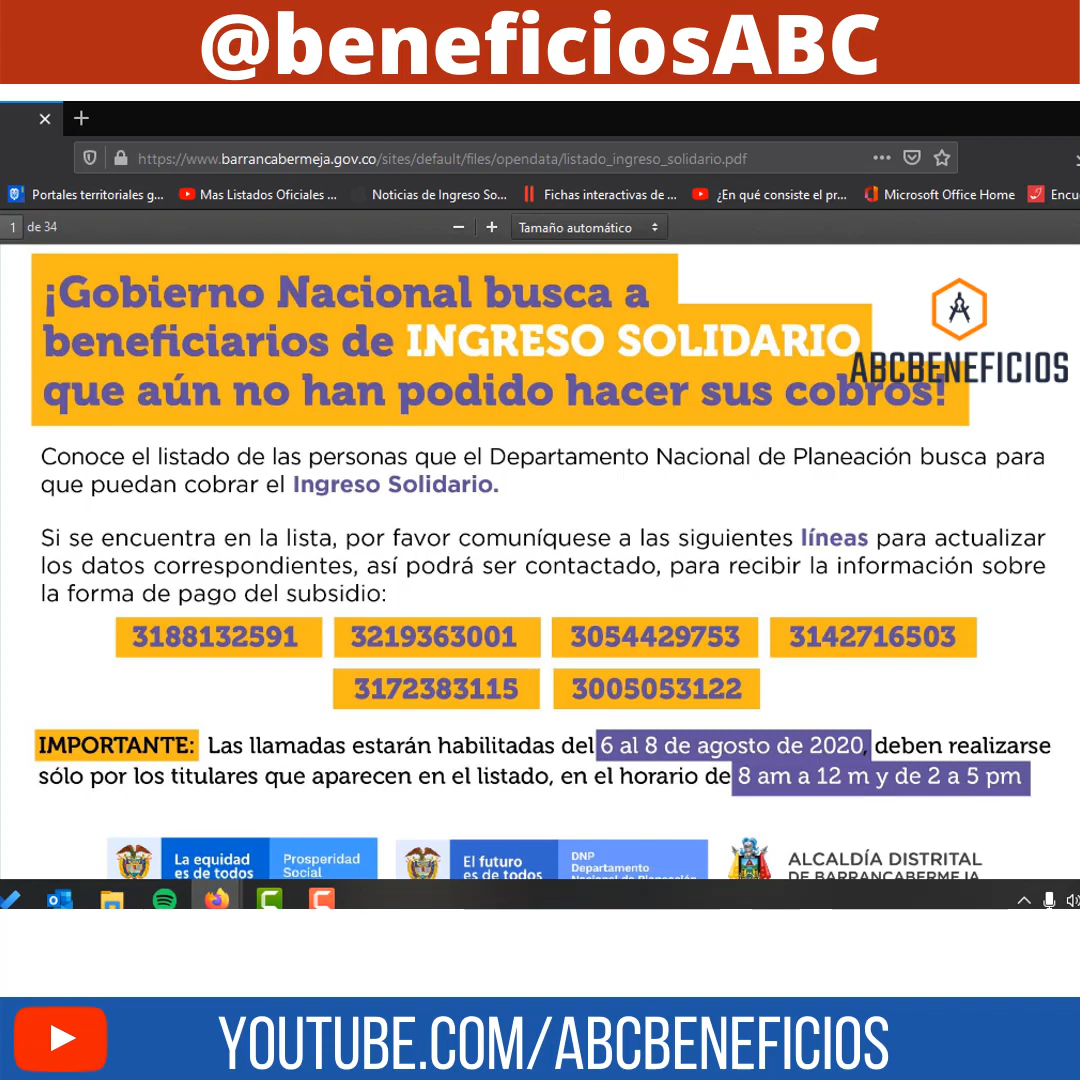 @beneficiosABC
https://www.barrancabermeja.gov.co/sites/default/files/opendata/listado_ingreso_solidario.pdf
Portales territoriales g... Mas Listados Oficiales ... Noticias de Ingreso So... Fichas interactivas de ... ¿En qué consiste el pr... Microsoft Office Home Encu
1 de 34 Tamaño automático
¡Gobierno Nacional busca a
beneficiarios de INGRESO SOLIDARIO
que aún no han podido hacer sus cobros!
ABCBENEFICIOS
Conoce el listado de las personas que el Departamento Nacional de Planeación busca para
que puedan cobrar el Ingreso Solidario.
Si se encuentra en la lista, por favor comuníquese a las siguientes líneas para actualizar
los datos correspondientes, así podrá ser contactado, para recibir la información sobre
la forma de pago del subsidio:
3188132591 3219363001 3054429753 3142716503
3172383115 3005053122
IMPORTANTE: Las llamadas estarán habilitadas del 6 al 8 de agosto de 2020, deben realizarse
sólo por los titulares que aparecen en el listado, en el horario de 8 am a 12 m y de 2 a 5 pm
La equidad
es de todos
Prosperidad
Social
El futuro
es de todos
DNP
Departamento
Nacional de Planeación
ALCALDÍA DISTRITAL
DE BARRANCABERMEJA
YOUTUBE.COM/ABCBENEFICIOS